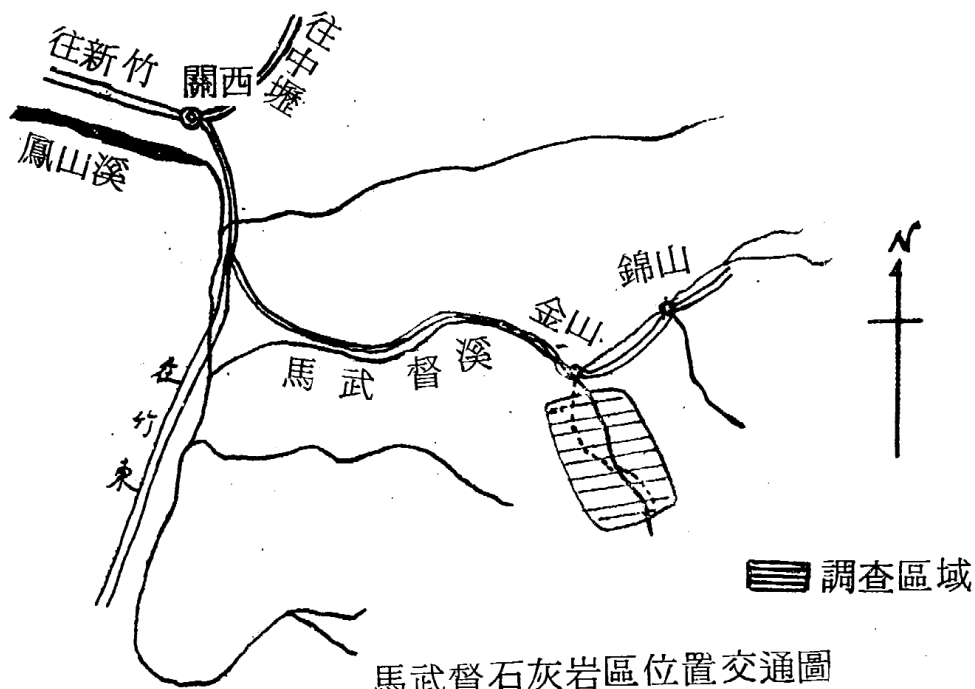 往中壢
往新竹
關西
鳳山溪
N
錦山
金山
馬武督溪
往竹東
調查區域
馬武督石灰岩區位置交通圖